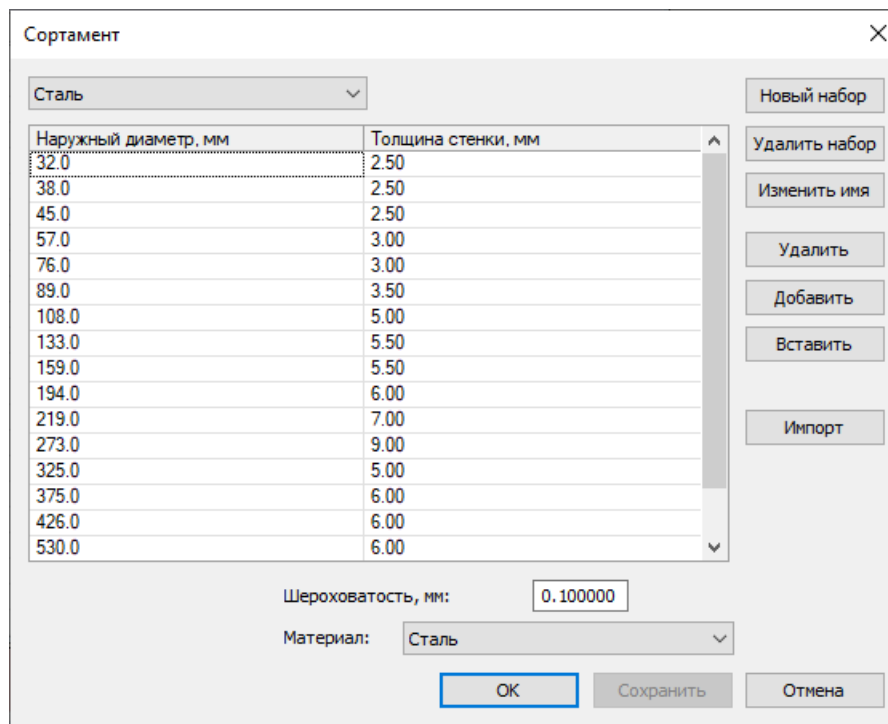 Сортамент
Сталь
Новый набор
Наружный диаметр, мм Толщина стенки, мм
Удалить набор
32.0 2.50
38.0 2.50
Изменить имя
45.0 2.50
57.0 3.00
Удалить
76.0 3.00
89.0 3.50
Добавить
108.0 5.00
133.0 5.50
Вставить
159.0 5.50
194.0 6.00
219.0 7.00
Импорт
273.0 9.00
325.0 5.00
375.0 6.00
426.0 6.00
530.0 6.00
Шероховатость, мм: 0.100000
Материал: Сталь
OK Сохранить Отмена